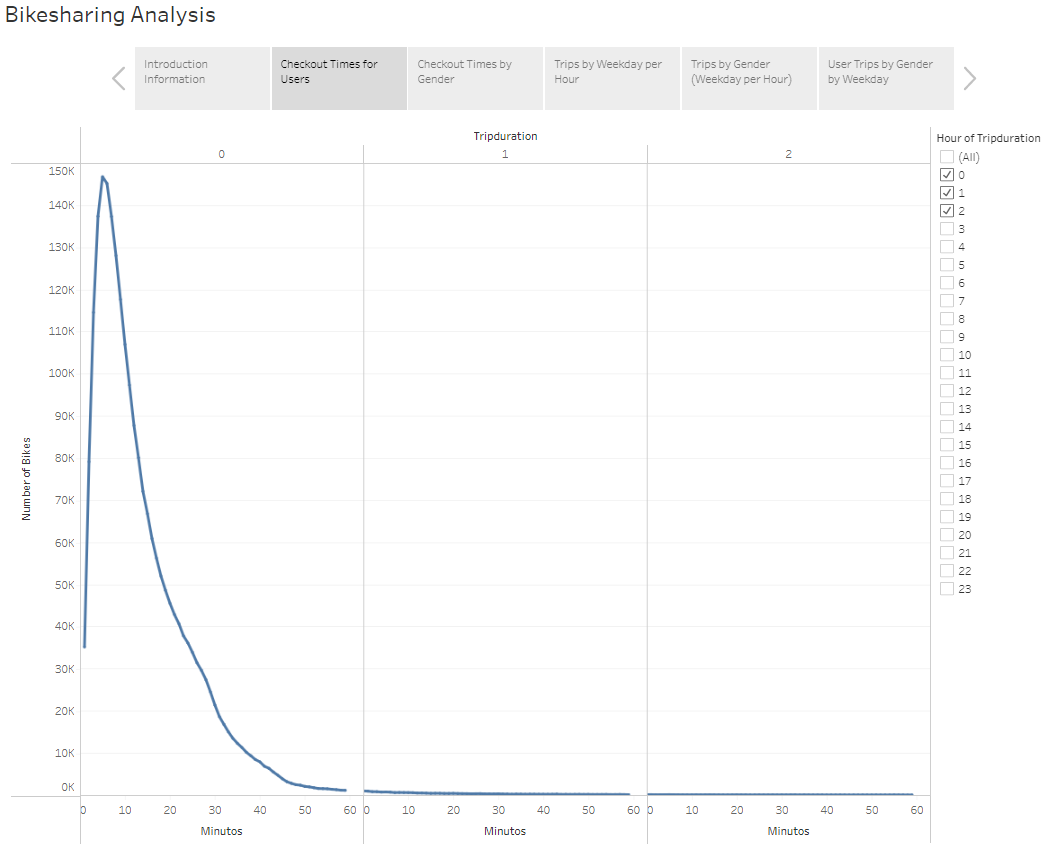 Bikesharing Analysis
Introduction
Information
Checkout Times for
Users
Checkout Times by
Gender
Trips by Weekday per
Hour
Trips by Gender
(Weekday per Hour)
User Trips by Gender
by Weekday
Tripduration
0
1
2
150K
140K
130K
120K
110K
100K
90K
80K
70K
60K
50K
40K
30K
20K
10K
0K
Number of Bikes
0 10 20 30 40 50 60
0 10 20 30 40 50 60
0 10 20 30 40 50 60
Minutos
Minutos
Minutos
Hour of Tripduration
(All)
0
1
2
3
4
5
6
7
8
9
10
11
12
13
14
15
16
17
18
19
20
21
22
23